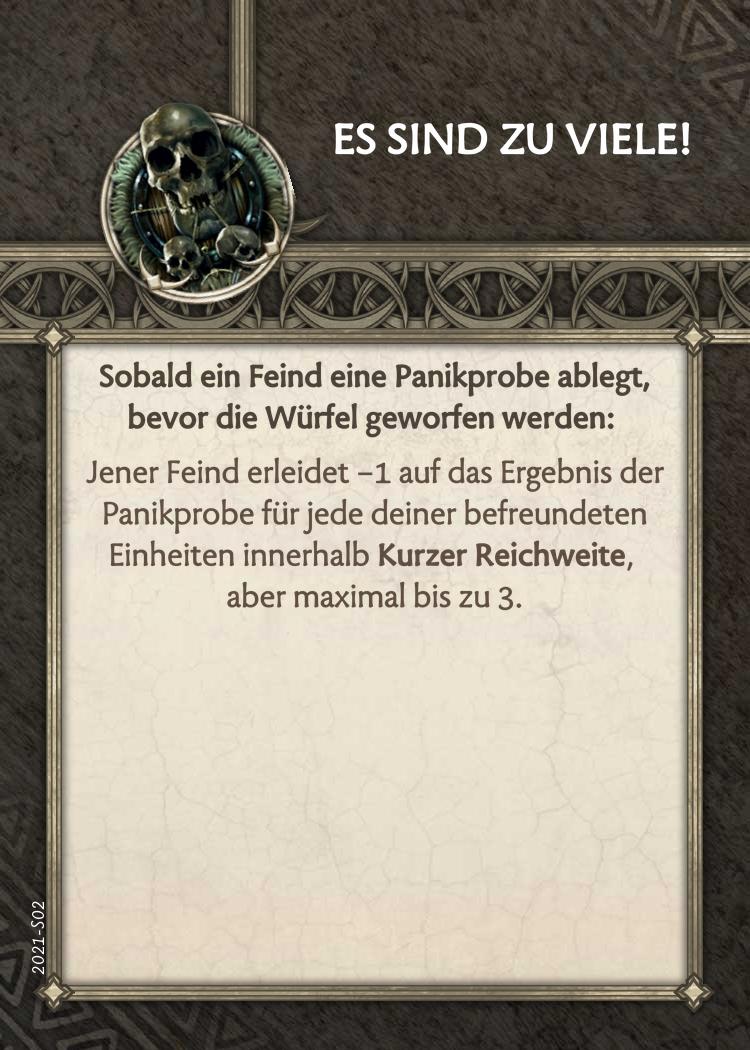 ES SIND ZU VIELE!
Sobald ein Feind eine Panikprobe ablegt,
bevor die Würfel geworfen werden:
Jener Feind erleidet –1 auf das Ergebnis der
Panikprobe für jede deiner befreundeten
Einheiten innerhalb Kurzer Reichweite,
aber maximal bis zu 3.
2021-S02